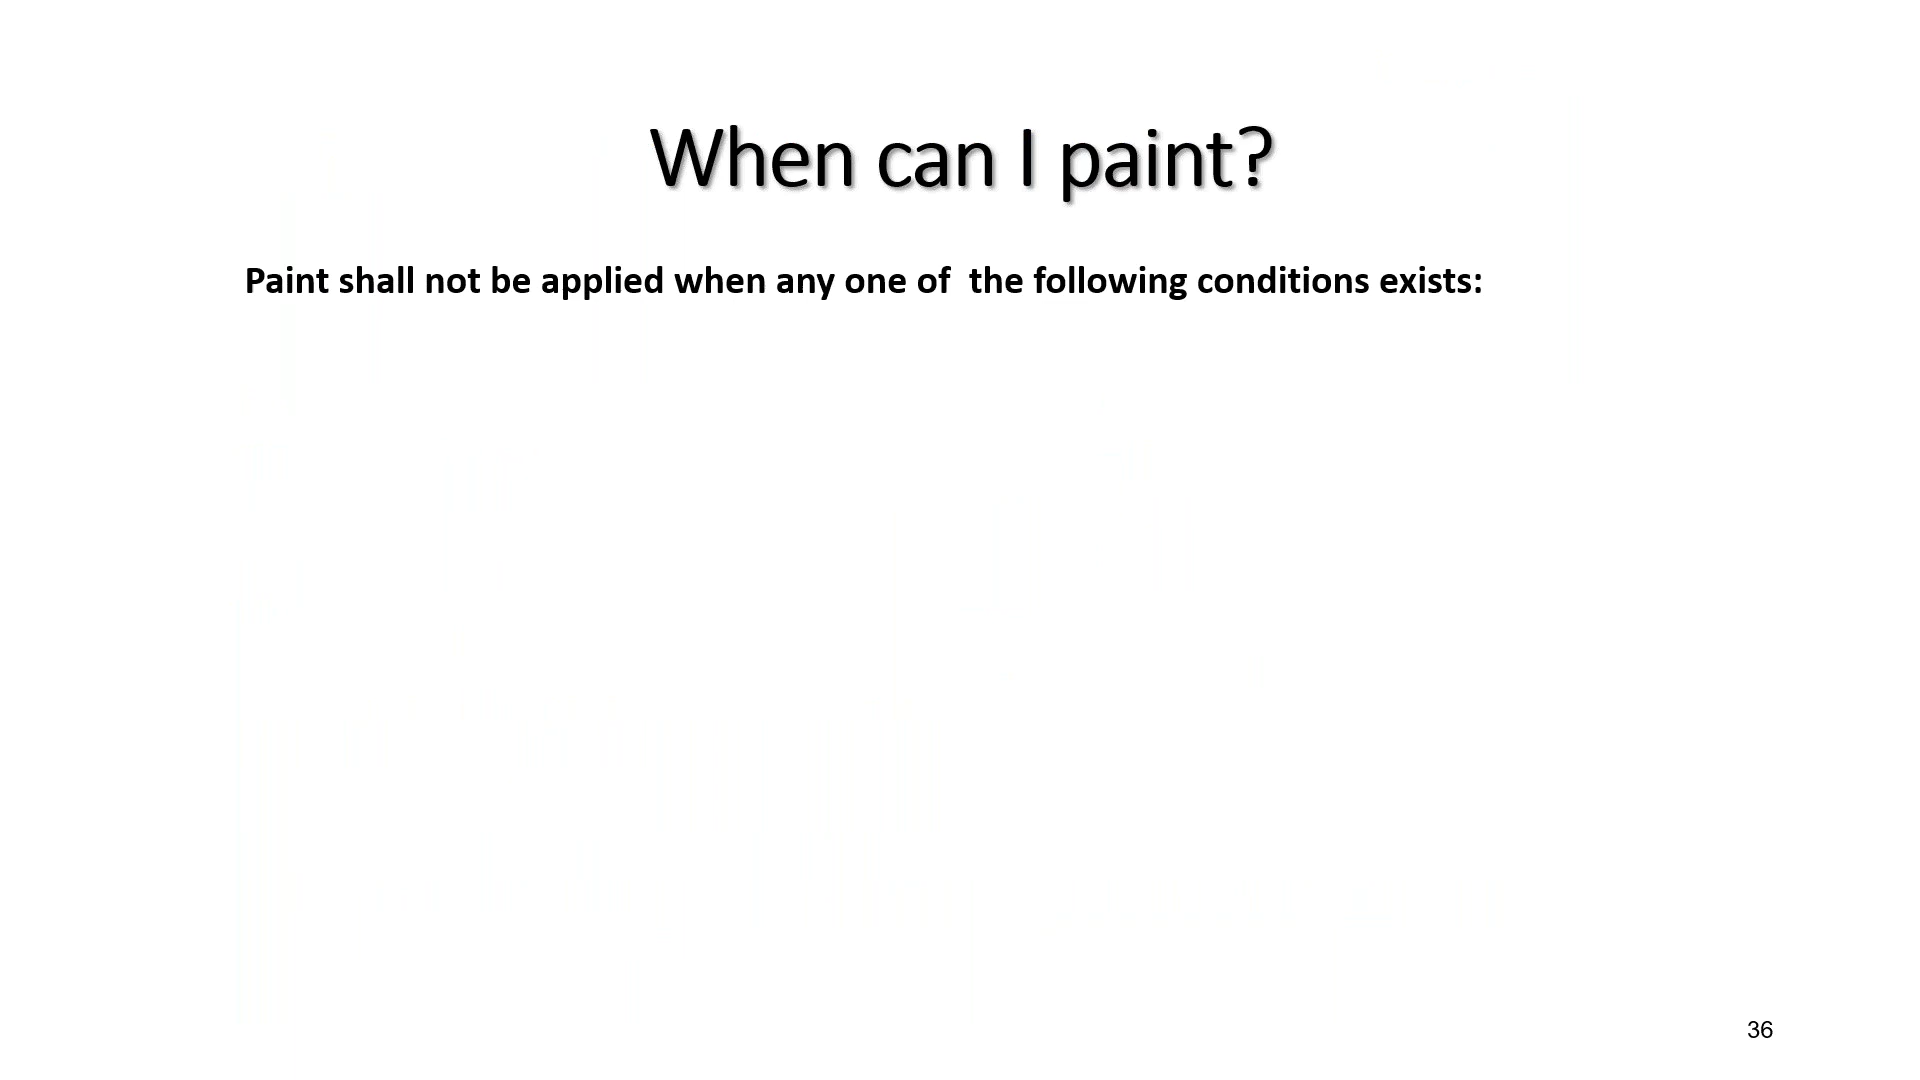 When can I paint?
Paint shall not be applied when any one of  the following conditions exists:
36